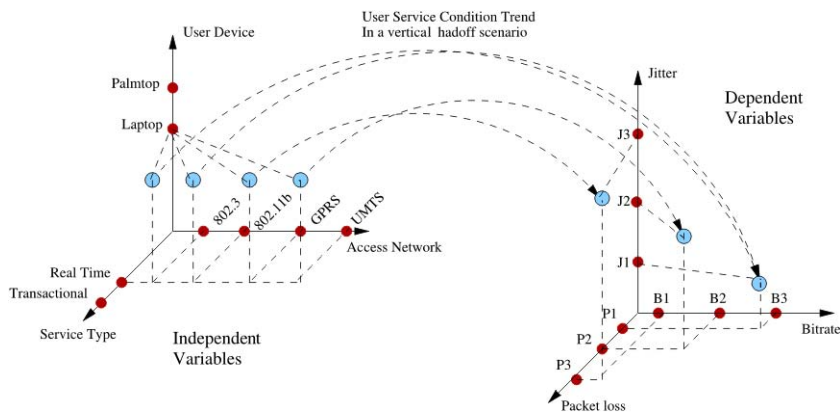 User Service Condition Trend
In a vertical hadoff scenario
User Device
Palmtop
Laptop
802.3
802.11b
GPRS
UMTS
Access Network
Real Time
Transactional
Service Type
Independent
Variables
Jitter
Dependent
Variables
J3
J2
J1
B1
B2
B3
Bitrate
P1
P2
P3
Packet loss